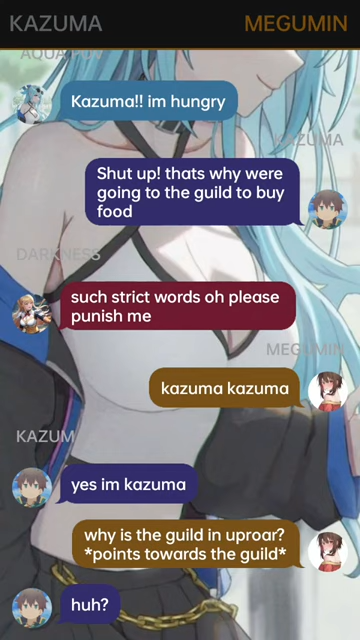 KAZUMA
MEGUMIN
Kazuma!! im hungry
KAZUMA
Shut up! thats why were
going to the guild to buy
food
DARKNESS
such strict words oh please
punish me
MEGUMIN
kazuma kazuma
KAZUM
yes im kazuma
why is the guild in uproar?
*points towards the guild*
huh?